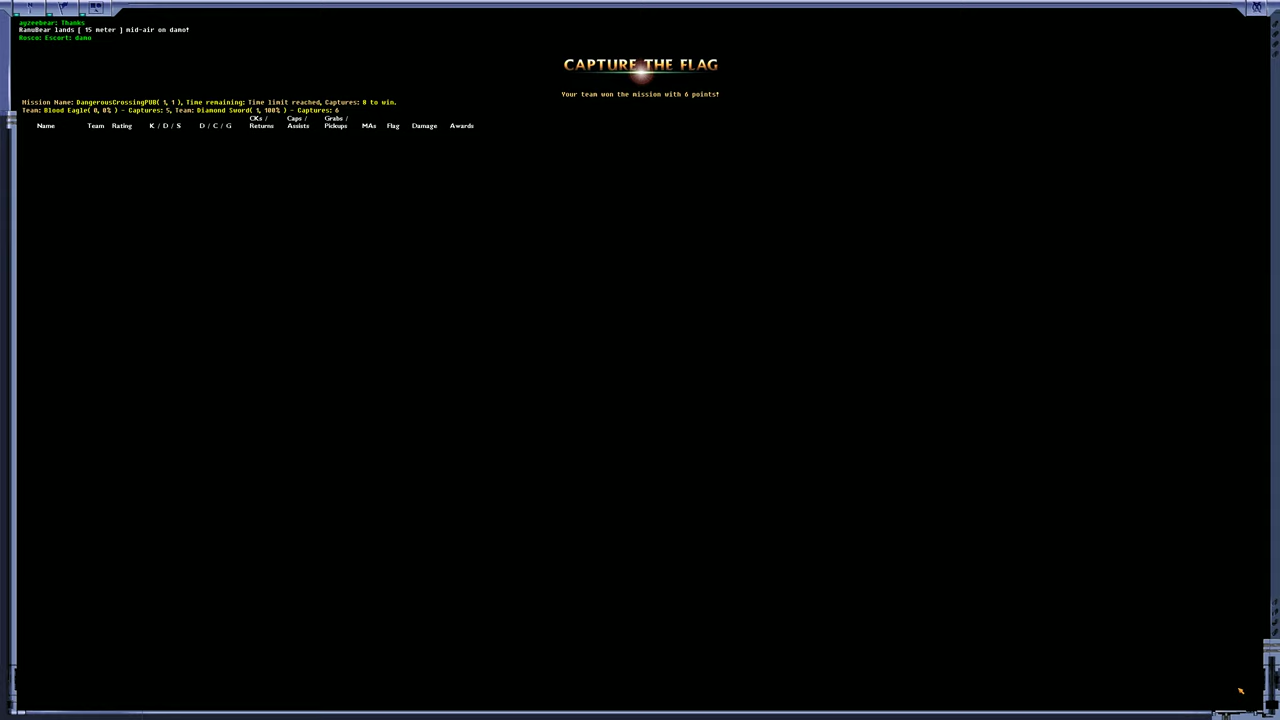 ayzeebear: Thanks
RanuBear lands [ 15 meter ] mid-air on damo!
Rosco: Escort: damo
CAPTURE THE FLAG
Your team won the mission with 6 points!
Mission Name: DangerousCrossingPUB( 1, 1 ), Time remaining: Time limit reached, Captures: 8 to win.
Team: Blood Eagle( 0, 0% ) - Captures: 5, Team: Diamond Sword( 1, 100% ) - Captures: 6
CKs / Caps / Grabs /
Name Team Rating K / D / S D / C / G Returns Assists Pickups MAs Flag Damage Awards